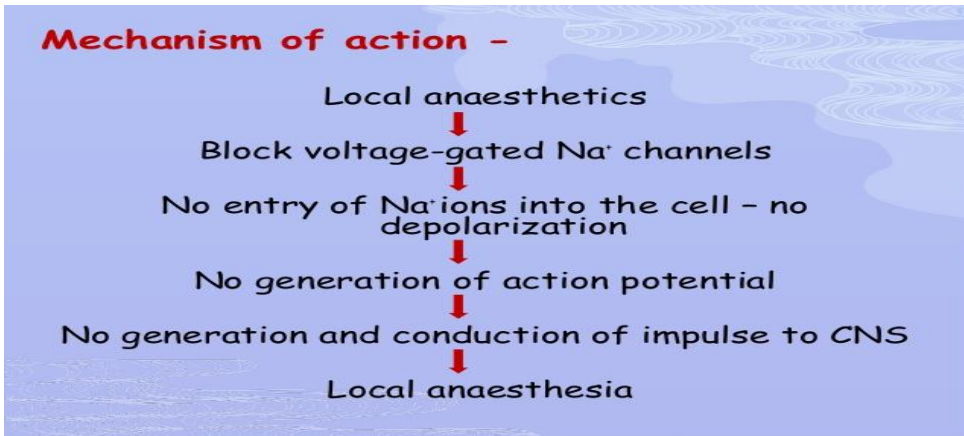 Mechanism of action –
Local anaesthetics
Block voltage-gated Na⁺ channels
No entry of Na⁺ions into the cell – no
depolarization
No generation of action potential
No generation and conduction of impulse to CNS
Local anaesthesia